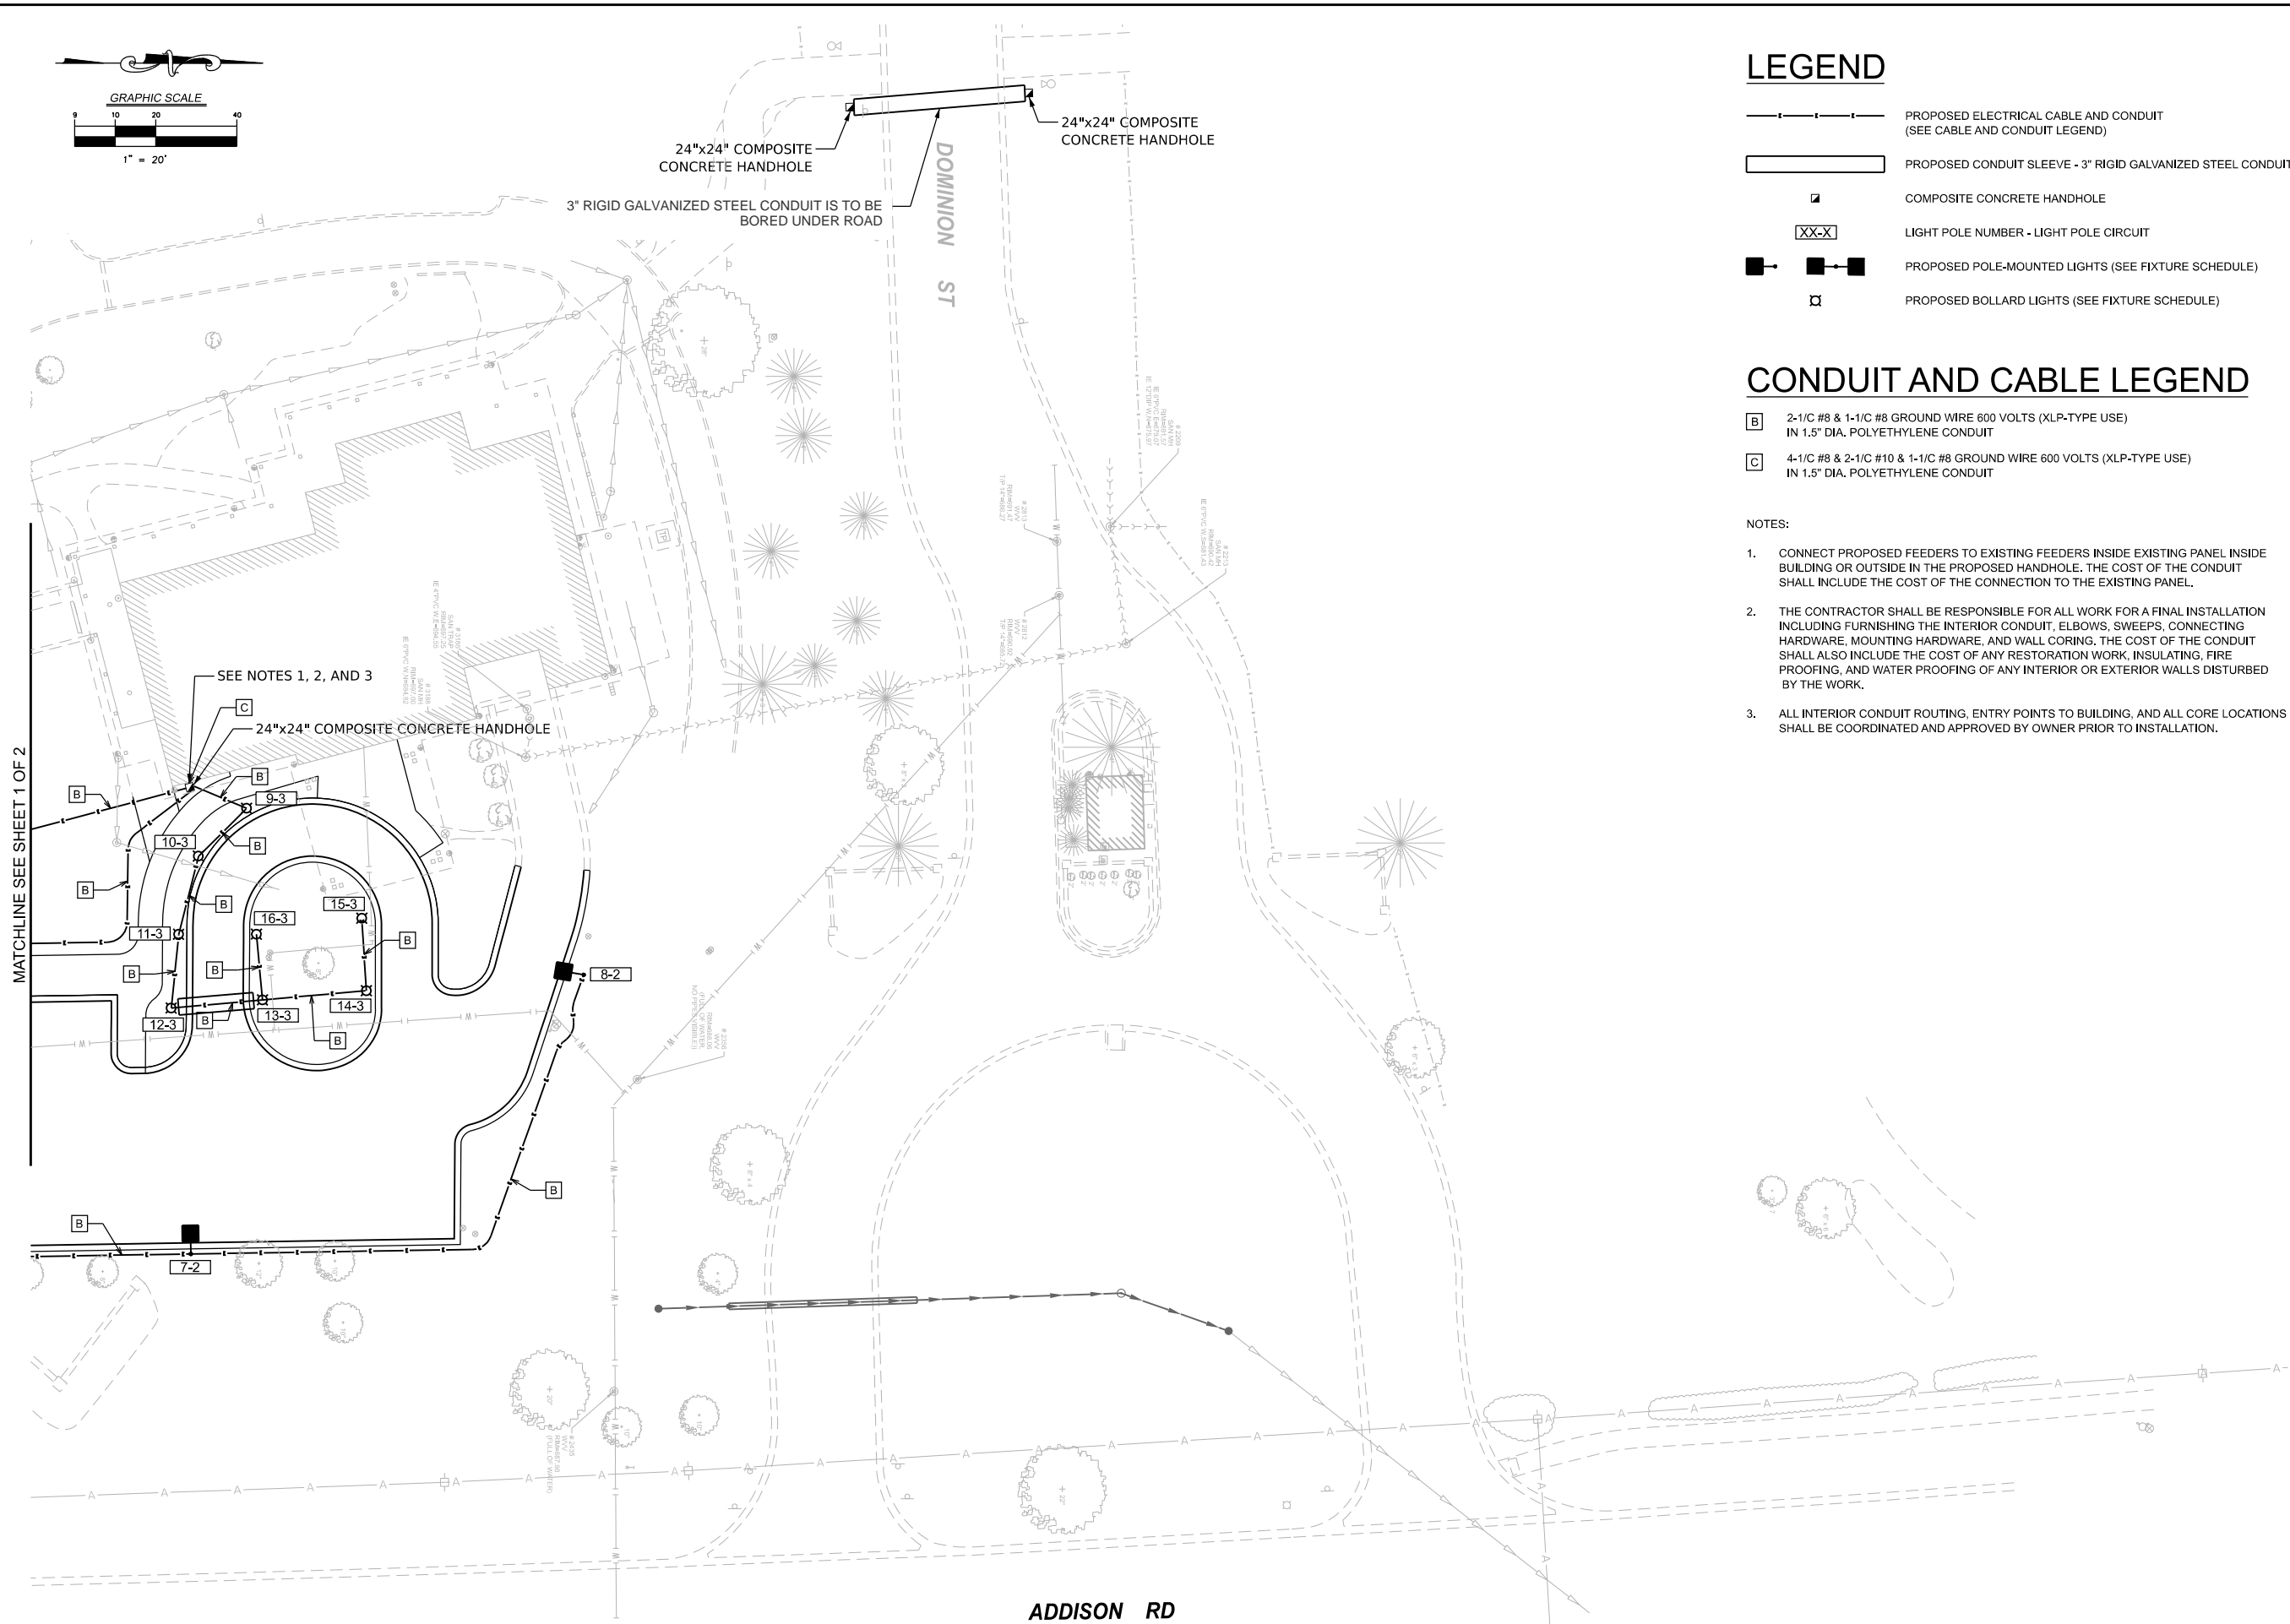 GRAPHIC SCALE
10
20
40
1" = 20'
24"x24" COMPOSITE
CONCRETE HANDHOLE
24"x24" COMPOSITE
CONCRETE HANDHOLE
3" RIGID GALVANIZED STEEL CONDUIT IS TO BE
BORED UNDER ROAD
DOMINION ST
LEGEND
PROPOSED ELECTRICAL CABLE AND CONDUIT
(SEE CABLE AND CONDUIT LEGEND)
PROPOSED CONDUIT SLEEVE - 3" RIGID GALVANIZED STEEL CONDUIT
COMPOSITE CONCRETE HANDHOLE
XX-X
LIGHT POLE NUMBER - LIGHT POLE CIRCUIT
PROPOSED POLE-MOUNTED LIGHTS (SEE FIXTURE SCHEDULE)
PROPOSED BOLLARD LIGHTS (SEE FIXTURE SCHEDULE)
CONDUIT AND CABLE LEGEND
B
2-1/C #8 & 1-1/C #8 GROUND WIRE 600 VOLTS (XLP-TYPE USE)
IN 1.5" DIA. POLYETHYLENE CONDUIT
C
4-1/C #8 & 2-1/C #10 & 1-1/C #8 GROUND WIRE 600 VOLTS (XLP-TYPE USE)
IN 1.5" DIA. POLYETHYLENE CONDUIT
NOTES:
1. CONNECT PROPOSED FEEDERS TO EXISTING FEEDERS INSIDE EXISTING PANEL INSIDE
BUILDING OR OUTSIDE IN THE PROPOSED HANDHOLE. THE COST OF THE CONDUIT
SHALL INCLUDE THE COST OF THE CONNECTION TO THE EXISTING PANEL.
2. THE CONTRACTOR SHALL BE RESPONSIBLE FOR ALL WORK FOR A FINAL INSTALLATION
INCLUDING FURNISHING THE INTERIOR CONDUIT, ELBOWS, SWEEPS, CONNECTING
HARDWARE, MOUNTING HARDWARE, AND WALL CORING. THE COST OF THE CONDUIT
SHALL ALSO INCLUDE THE COST OF ANY RESTORATION WORK, INSULATING, FIRE
PROOFING, AND WATER PROOFING OF ANY INTERIOR OR EXTERIOR WALLS DISTURBED
BY THE WORK.
3. ALL INTERIOR CONDUIT ROUTING, ENTRY POINTS TO BUILDING, AND ALL CORE LOCATIONS
SHALL BE COORDINATED AND APPROVED BY OWNER PRIOR TO INSTALLATION.
SEE NOTES 1, 2, AND 3
C
24"x24" COMPOSITE CONCRETE HANDHOLE
MATCHLINE SEE SHEET 1 OF 2
B
B
9-3
10-3
B
B
B
11-3
16-3
15-3
B
B
B
12-3
B
13-3
14-3
B
8-2
B
B
7-2
ADDISON RD